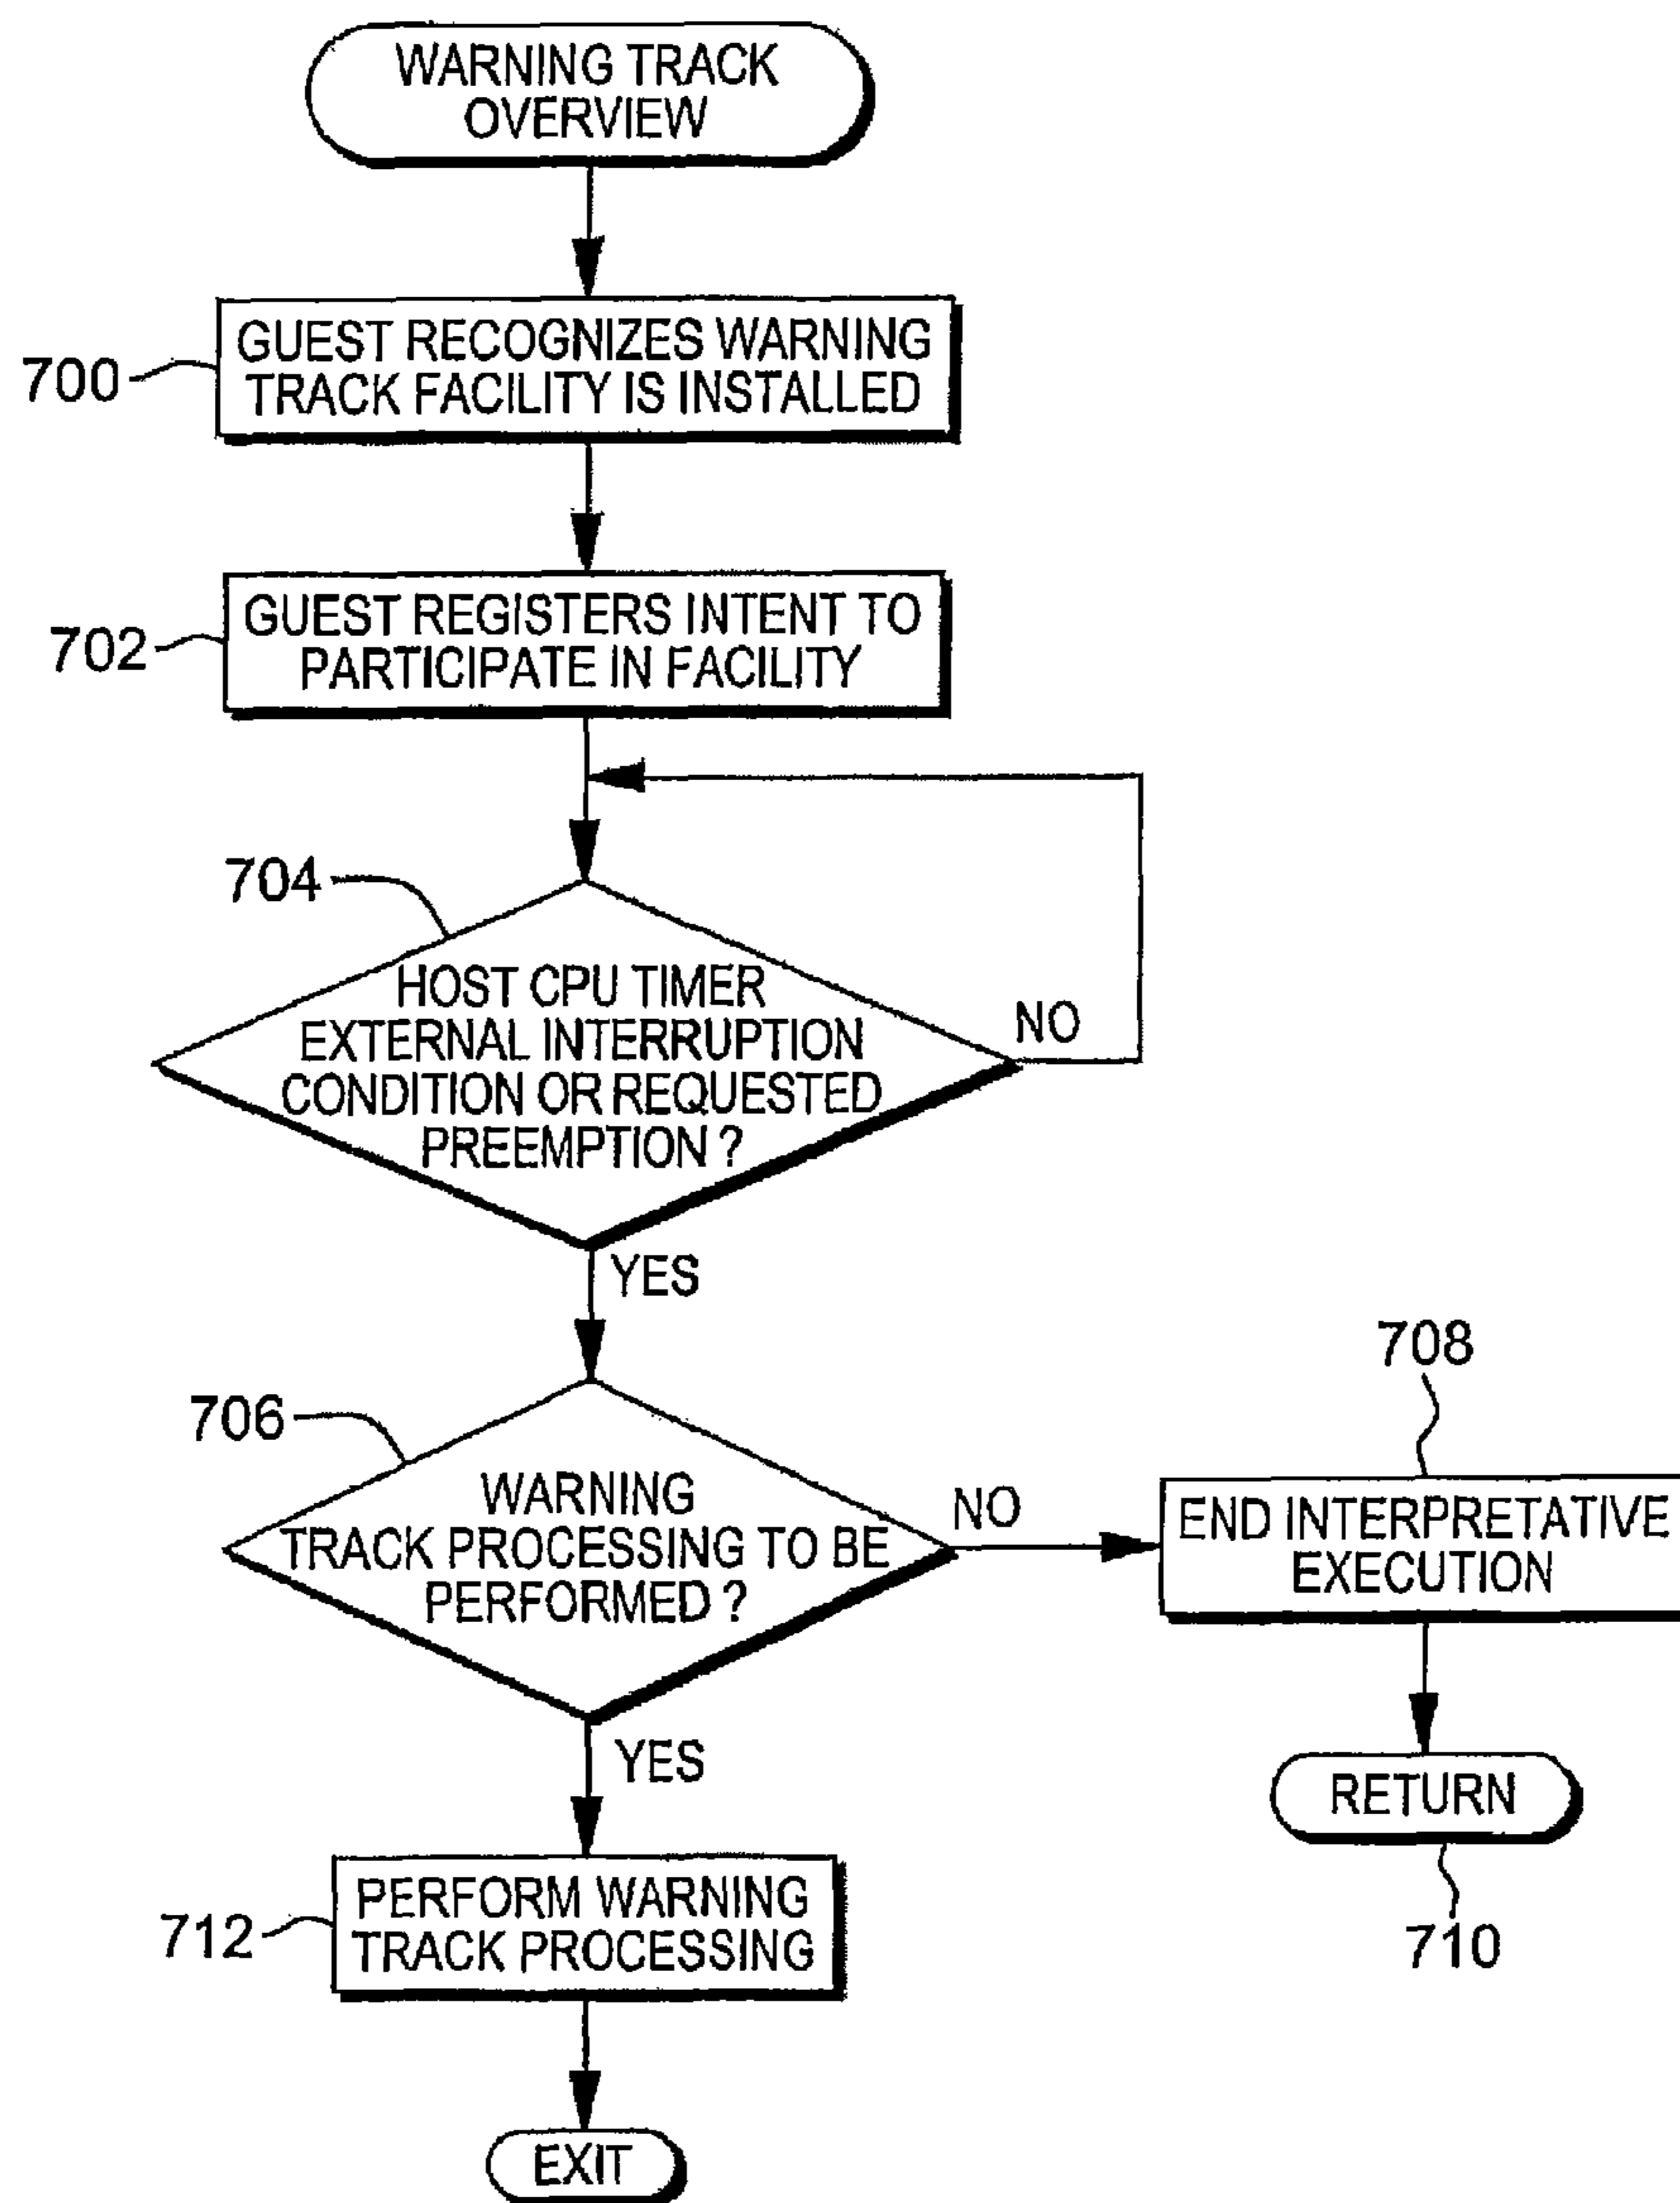 WARNING TRACK
OVERVIEW
700
GUEST RECOGNIZES WARNING
TRACK FACILITY IS INSTALLED
702
GUEST REGISTERS INTENT TO
PARTICIPATE IN FACILITY
704
HOST CPU TIMER
EXTERNAL INTERRUPTION
CONDITION OR REQUESTED
PREEMPTION ?
NO
YES
706
WARNING
TRACK PROCESSING TO BE
PERFORMED ?
NO
708
END INTERPRETATIVE
EXECUTION
RETURN
710
YES
712
PERFORM WARNING
TRACK PROCESSING
EXIT